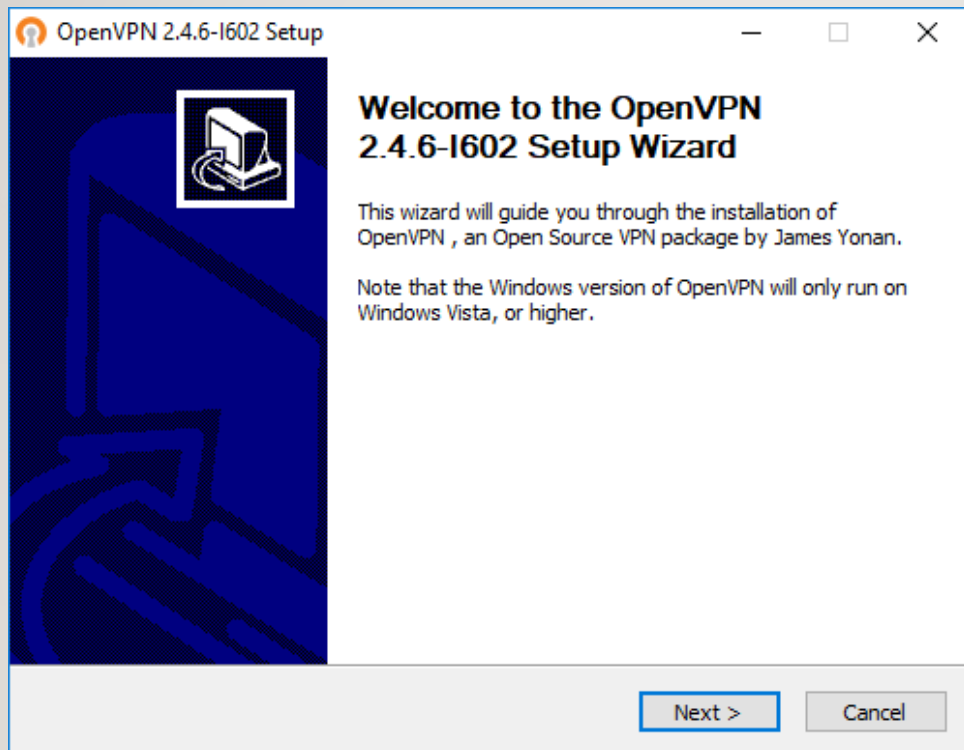 OpenVPN 2.4.6-I602 Setup
Welcome to the OpenVPN
2.4.6-I602 Setup Wizard
This wizard will guide you through the installation of
OpenVPN , an Open Source VPN package by James Yonan.
Note that the Windows version of OpenVPN will only run on
Windows Vista, or higher.
Next >
Cancel